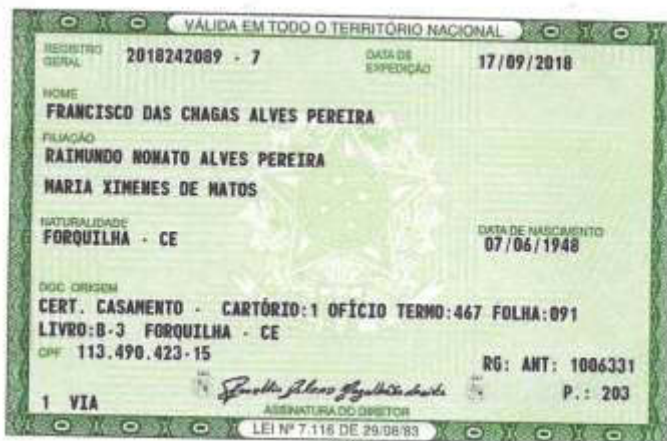 VÁLIDA EM TODO O TERRITÓRIO NACIONAL
REGISTRO GERAL 2018242089 - 7 DATA DE EXPEDIÇÃO 17/09/2018
NOME
FRANCISCO DAS CHAGAS ALVES PEREIRA
FILIAÇÃO
RAIMUNDO NONATO ALVES PEREIRA
MARIA XIMENES DE MATOS
NATURALIDADE DATA DE NASCIMENTO
FORQUILHA - CE 07/06/1948
DOC ORIGEM
CERT. CASAMENTO - CARTÓRIO:1 OFÍCIO TERMO:467 FOLHA:091
LIVRO:B-3 FORQUILHA - CE
CPF 113.490.423-15
RG: ANT: 1006331
1 VIA P.: 203
ASSINATURA DO DIRETOR
LEI Nº 7.116 DE 29/08/83